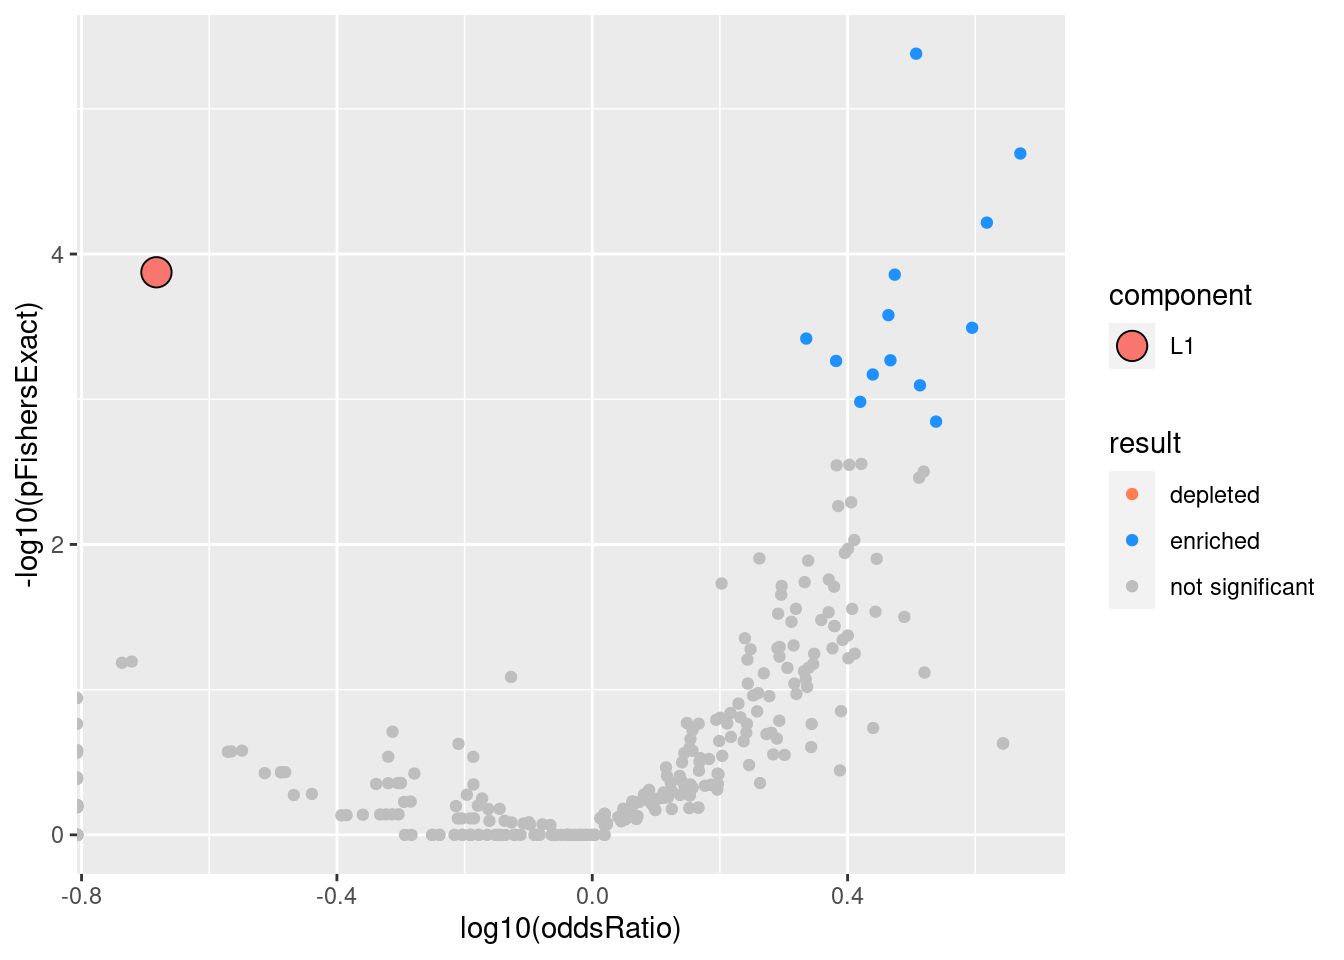 -log10(pFishersExact)
4
2
0
-0.8
-0.4
0.0
0.4
log10(oddsRatio)
component
L1
result
depleted
enriched
not significant